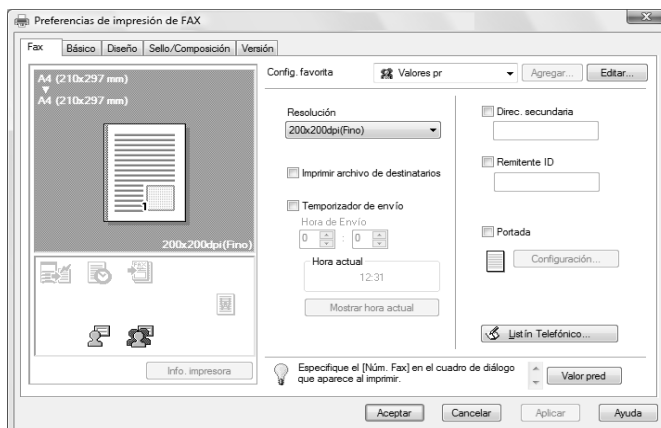 Preferencias de impresión de FAX
Fax Básico Diseño Sello/Composición Versión
A4 (210x297 mm)
A4 (210x297 mm)
1
200x200dpi(Fino)
Info. impresora
Config. favorita Valores pr Agregar... Editar...
Resolución
200x200dpi(Fino)
Imprimir archivo de destinatarios
Temporizador de envío
Hora de Envío
0 : 0
Hora actual
12:31
Mostrar hora actual
Direc. secundaria
Remitente ID
Portada
Configuración...
Listín Telefónico...
Especifique el [Núm. Fax] en el cuadro de diálogo
que aparece al imprimir.
Valor pred
Aceptar Cancelar Aplicar Ayuda